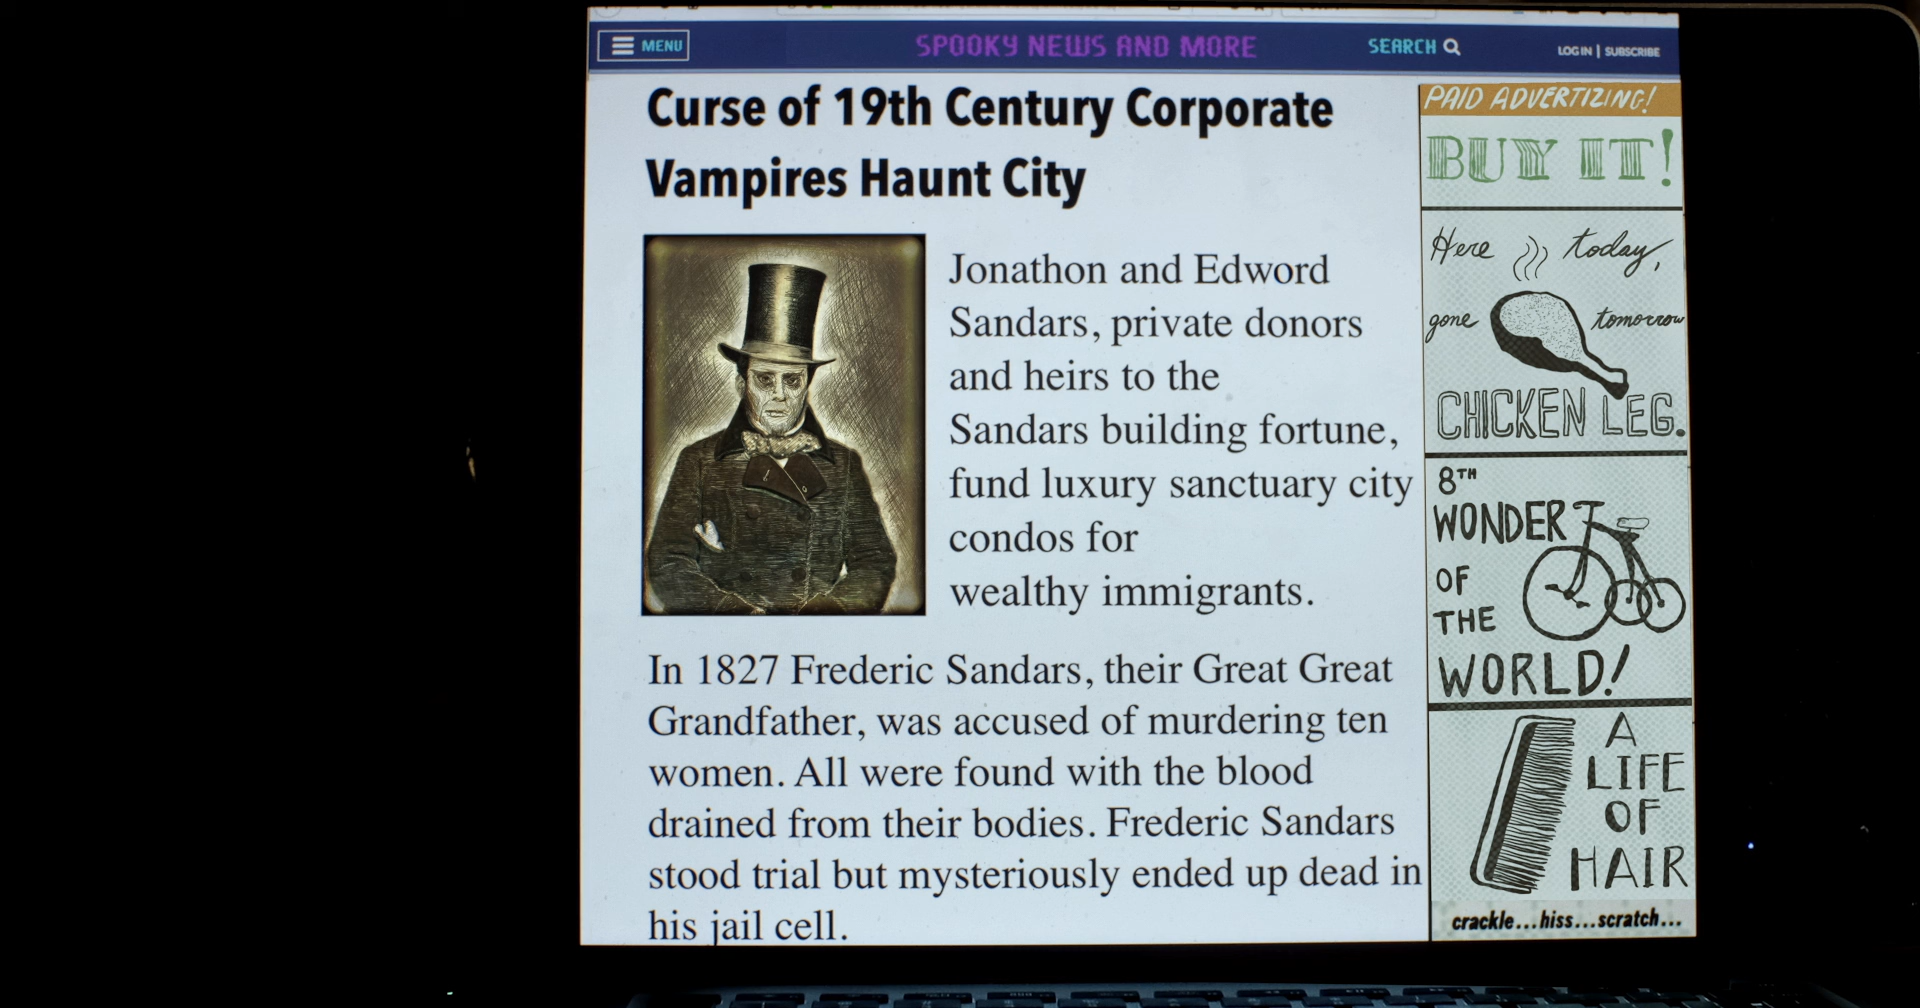 MENU
SPOOKY NEWS AND MORE
SEARCH
LOG IN | SUBSCRIBE
Curse of 19th Century Corporate
Vampires Haunt City
Jonathon and Edword
Sandars, private donors
and heirs to the
Sandars building fortune,
fund luxury sanctuary city
condos for
wealthy immigrants.
In 1827 Frederic Sandars, their Great Great
Grandfather, was accused of murdering ten
women. All were found with the blood
drained from their bodies. Frederic Sandars
stood trial but mysteriously ended up dead in
his jail cell.
PAID ADVERTIZING!
BUY IT!
Here today,
gone tomorrow
CHICKEN LEG.
8TH
WONDER
OF
THE
WORLD!
A
LIFE
OF
HAIR
crackle...hiss...scratch...